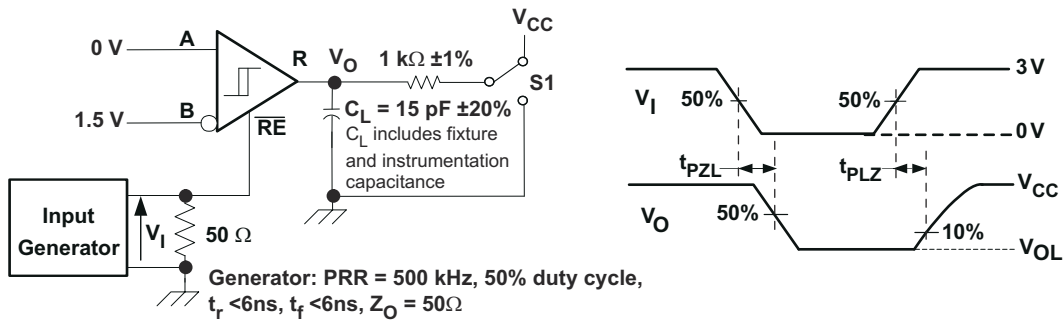 0 V
A
1.5 V
B
R
RE
V_O
1 kΩ ±1%
V_CC
S1
C_L = 15 pF ±20%
C_L includes fixture
and instrumentation
capacitance
Input
Generator
V_I
50 Ω
Generator: PRR = 500 kHz, 50% duty cycle,
t_r <6ns, t_f <6ns, Z_O = 50Ω
V_I
50%
50%
3 V
0 V
t_PZL
t_PLZ
V_O
50%
10%
V_CC
V_OL